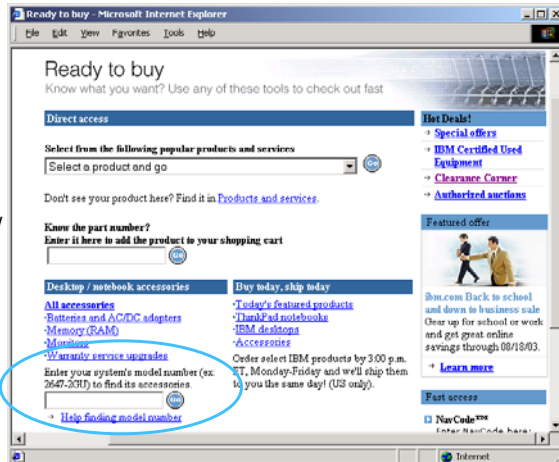 Ready to buy - Microsoft Internet Explorer
File Edit View Favorites Tools Help
Ready to buy
Know what you want? Use any of these tools to check out fast
Direct access
Select from the following popular products and services
Select a product and go
Go
Don't see your product here? Find it in Products and services.
Know the part number?
Enter it here to add the product to your shopping cart
Go
Desktop / notebook accessories
All accessories
·Batteries and AC/DC adapters
·Memory (RAM)
·Monitors
·Warranty service upgrades
Enter your system's model number (ex:
2647-2GU) to find its accessories.
Go
→ Help finding model number
Buy today, ship today
·Today's featured products
·ThinkPad notebooks
·IBM desktops
·Accessories
Order select IBM products by 3:00 p.m.
ET, Monday-Friday and we'll ship them
to you the same day! (US only).
Hot Deals!
→ Special offers
→ IBM Certified Used
Equipment
→ Clearance Corner
→ Authorized auctions
Featured offer
ibm.com Back to school
and down to business sale
Gear up for school or work
and get great online
savings through 08/18/03.
→ Learn more
Fast access
NavCode™
Enter NavCode here:
Internet